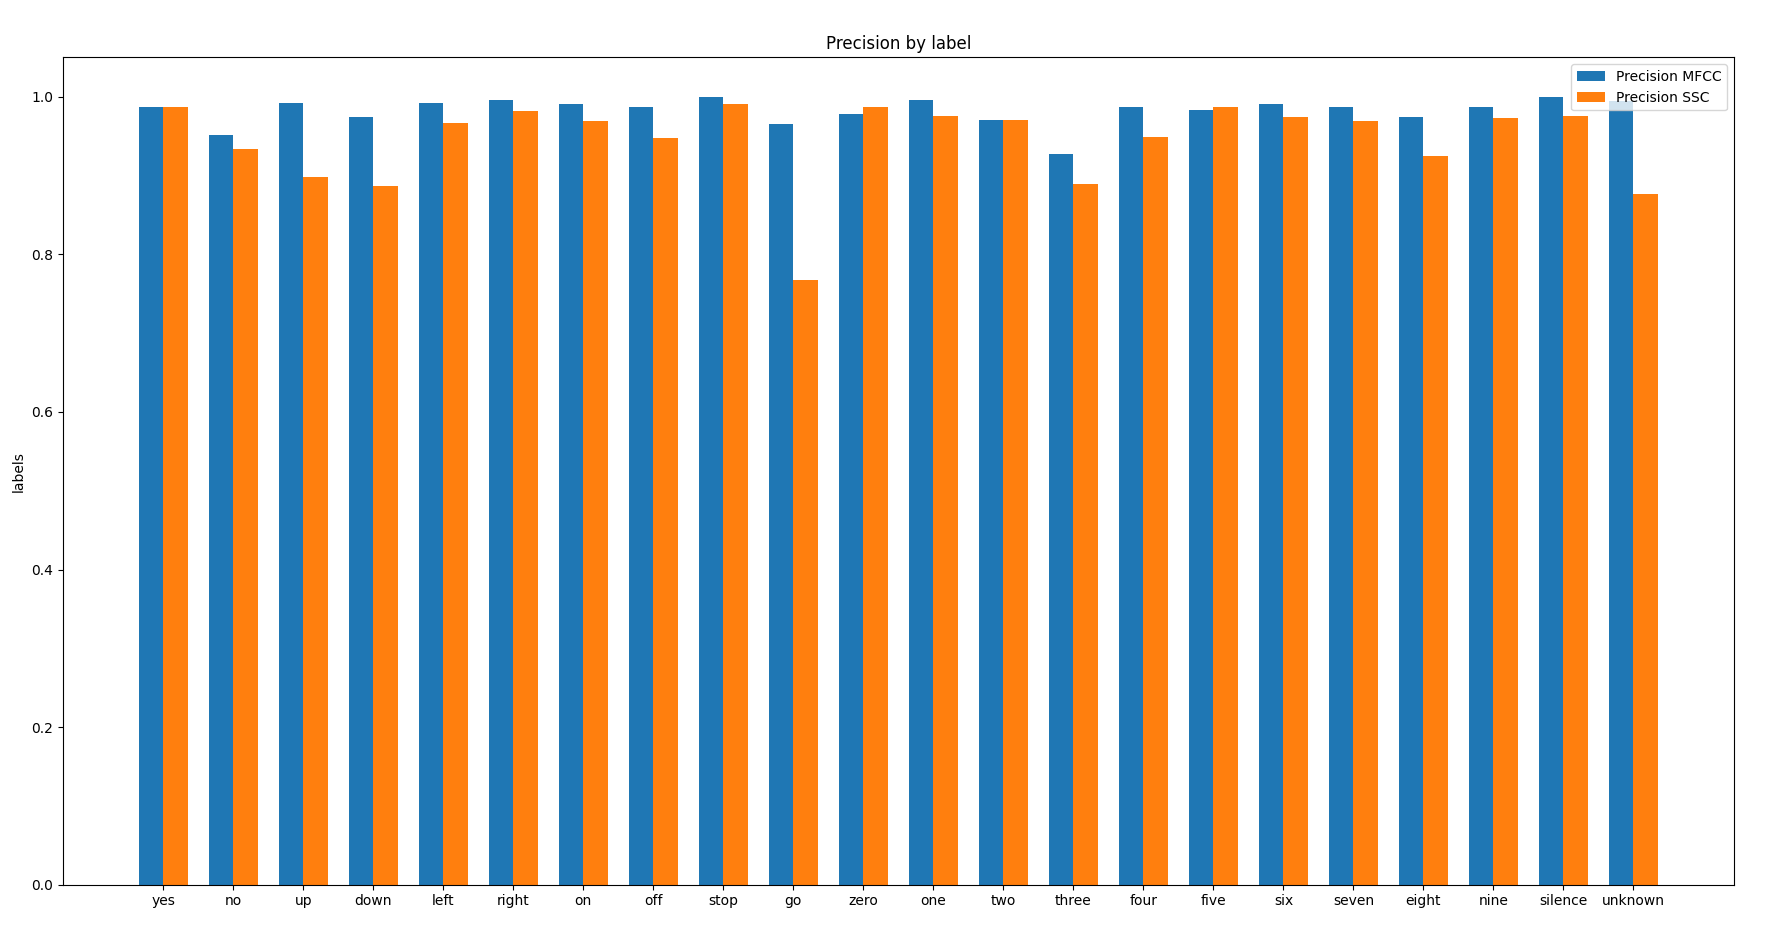 Precision by label
Precision MFCC
Precision SSC
1.0
0.8
0.6
0.4
0.2
0.0
labels
yes no up down left right on off stop go zero one two three four five six seven eight nine silence unknown